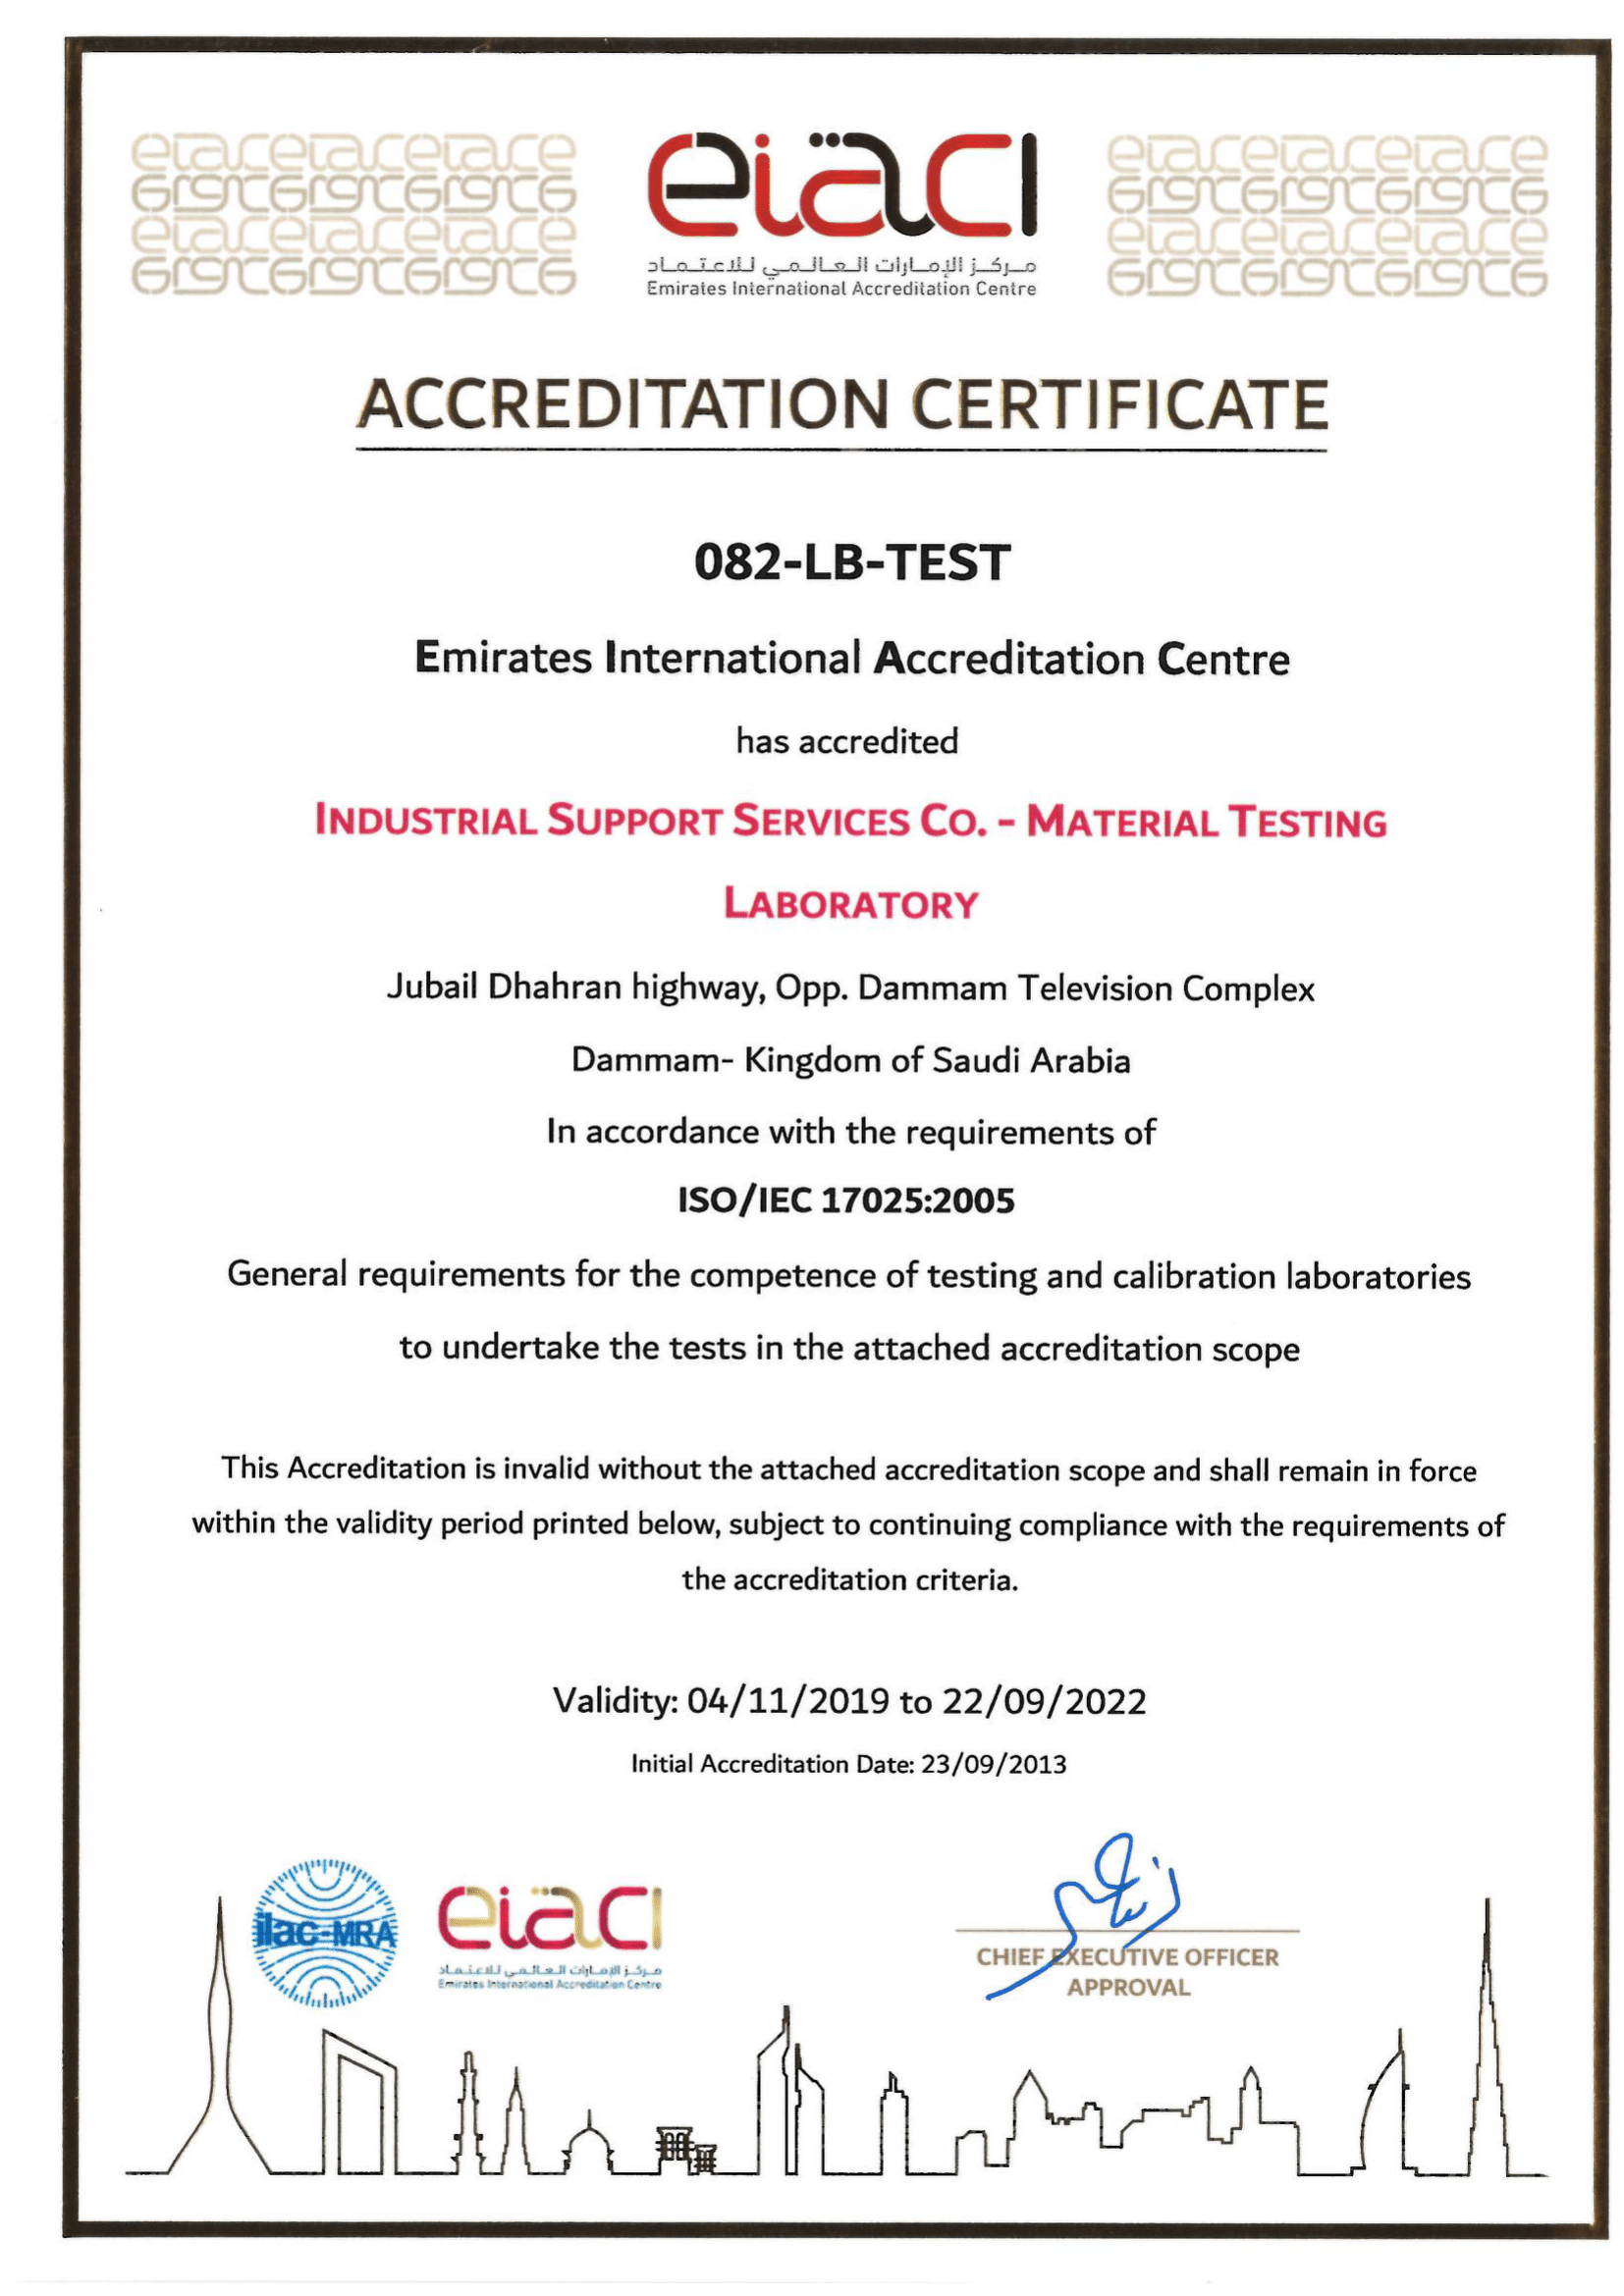 eiac
مركز الإمارات العالمي للاعتماد
Emirates International Accreditation Centre
ACCREDITATION CERTIFICATE
082-LB-TEST
Emirates International Accreditation Centre
has accredited
INDUSTRIAL SUPPORT SERVICES CO. - MATERIAL TESTING
LABORATORY
Jubail Dhahran highway, Opp. Dammam Television Complex
Dammam- Kingdom of Saudi Arabia
In accordance with the requirements of
ISO/IEC 17025:2005
General requirements for the competence of testing and calibration laboratories
to undertake the tests in the attached accreditation scope
This Accreditation is invalid without the attached accreditation scope and shall remain in force
within the validity period printed below, subject to continuing compliance with the requirements of
the accreditation criteria.
Validity: 04/11/2019 to 22/09/2022
Initial Accreditation Date: 23/09/2013
ilac-MRA
eiac
مركز الإمارات العالمي للاعتماد
Emirates International Accreditation Centre
CHIEF EXECUTIVE OFFICER
APPROVAL